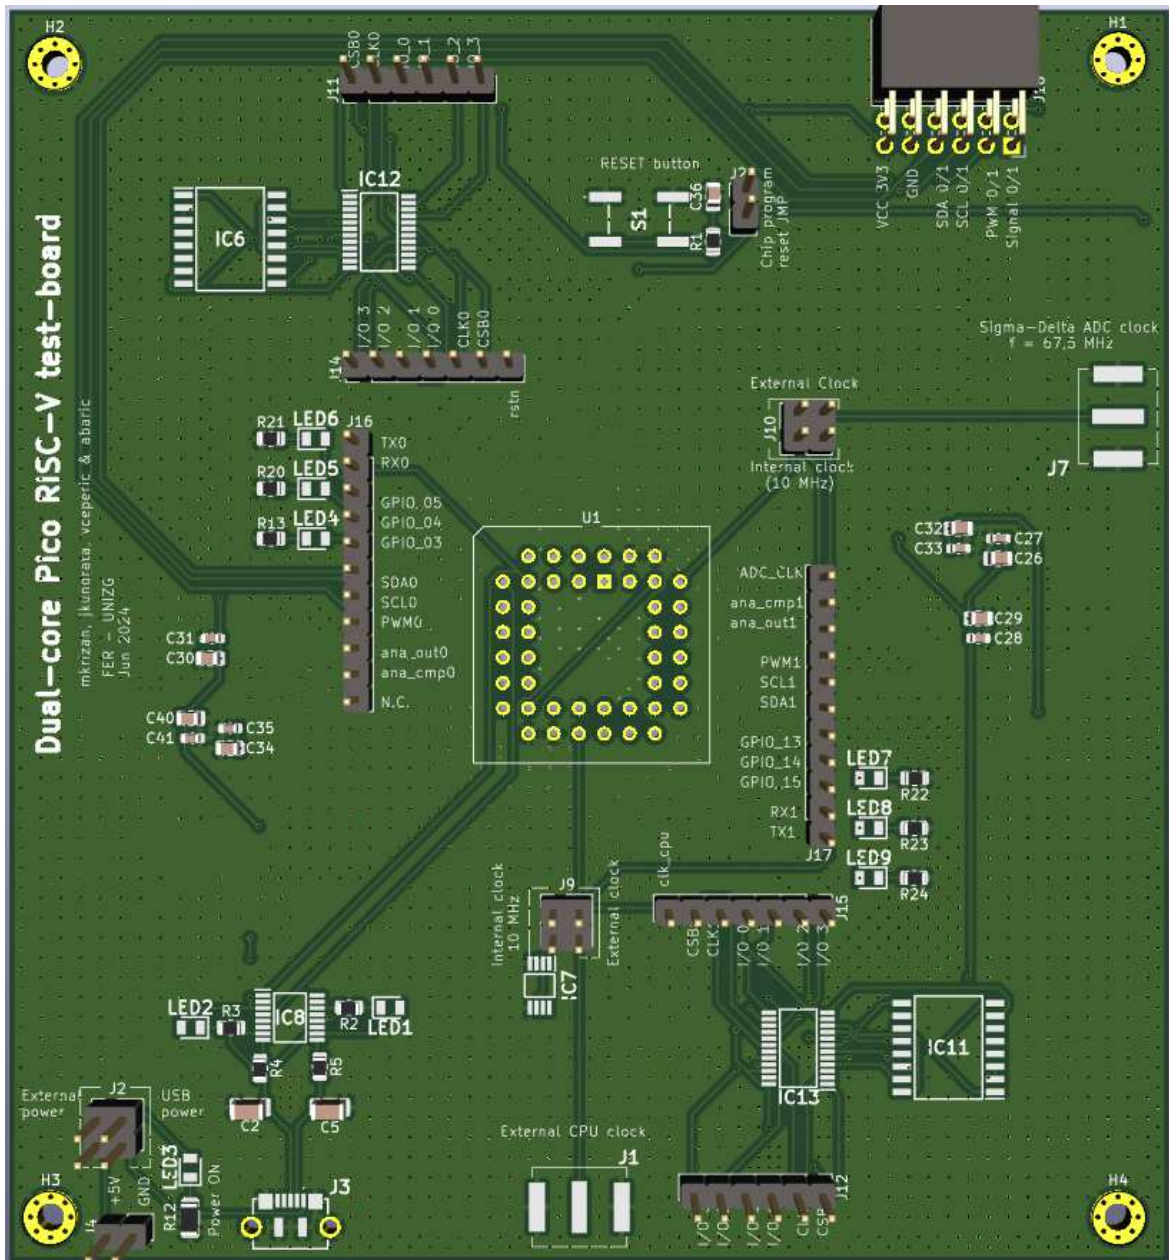 H2
H1
CSB0
J11
J18
RESET button
IC12
C36
S1
R1
Chip program
reset JMP
VCC 3V3
GND
SDA 0/1
SCL 0/1
PWM 0/1
Signal 0/1
IC6
I/O_3
I/O_2
I/O_1
I/O_0
CLK0
CSB0
J14
rstn
Sigma-Delta ADC clock
f = 67,5 MHz
External Clock
J10
Internal clock
(10 MHz)
J7
Dual-core Pico RiSC-V test-board
mkrizan, jkundrata, vceperic & abaric
FER - UNIZG
Jun 2024
R21 LED6
J16
TX0
R20 LED5
RX0
GPIO_05
R13 LED4
GPIO_04
GPIO_03
SDA0
SCL0
PWM0
ana_out0
ana_cmp0
N.C.
U1
C32
C33
C27
C26
C29
C28
C31
C30
C40
C41
C35
C34
ADC_CLK
ana_cmp1
ana_out1
PWM1
SCL1
SDA1
GPIO_13
GPIO_14
GPIO_15
RX1
TX1
J17
LED7
R22
LED8
R23
LED9
R24
clk_cpu
J9
Internal clock
10 MHz
External clock
IC7
J15
CSB
CLK
I/O_0
I/O_1
I/O_2
I/O_3
LED2
R3
IC8
R2
LED1
R4
R5
IC13
IC11
J2
External
power
USB
power
C2
C5
External CPU clock
J1
LED3
Power ON
R12
J3
H3
+5V
GND
J4
J12
H4